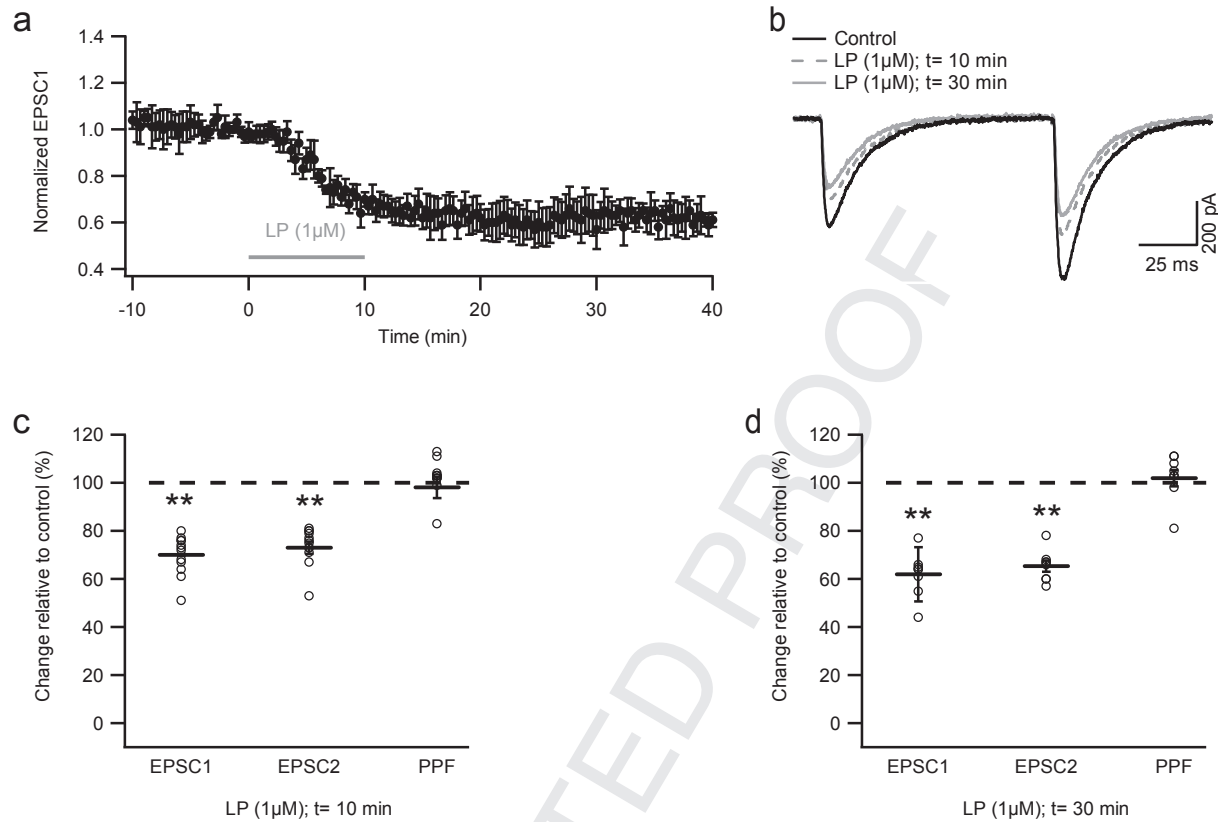 a
1.4
1.2
1.0
0.8
0.6
0.4
Normalized EPSC1
LP (1µM)
-10 0 10 20 30 40
Time (min)
b
Control
LP (1µM); t= 10 min
LP (1µM); t= 30 min
200 pA
25 ms
c
120
100
80
60
40
20
0
Change relative to control (%)
** **
EPSC1 EPSC2 PPF
LP (1µM); t= 10 min
d
120
100
80
60
40
20
0
Change relative to control (%)
** **
EPSC1 EPSC2 PPF
LP (1µM); t= 30 min
TED PROOF